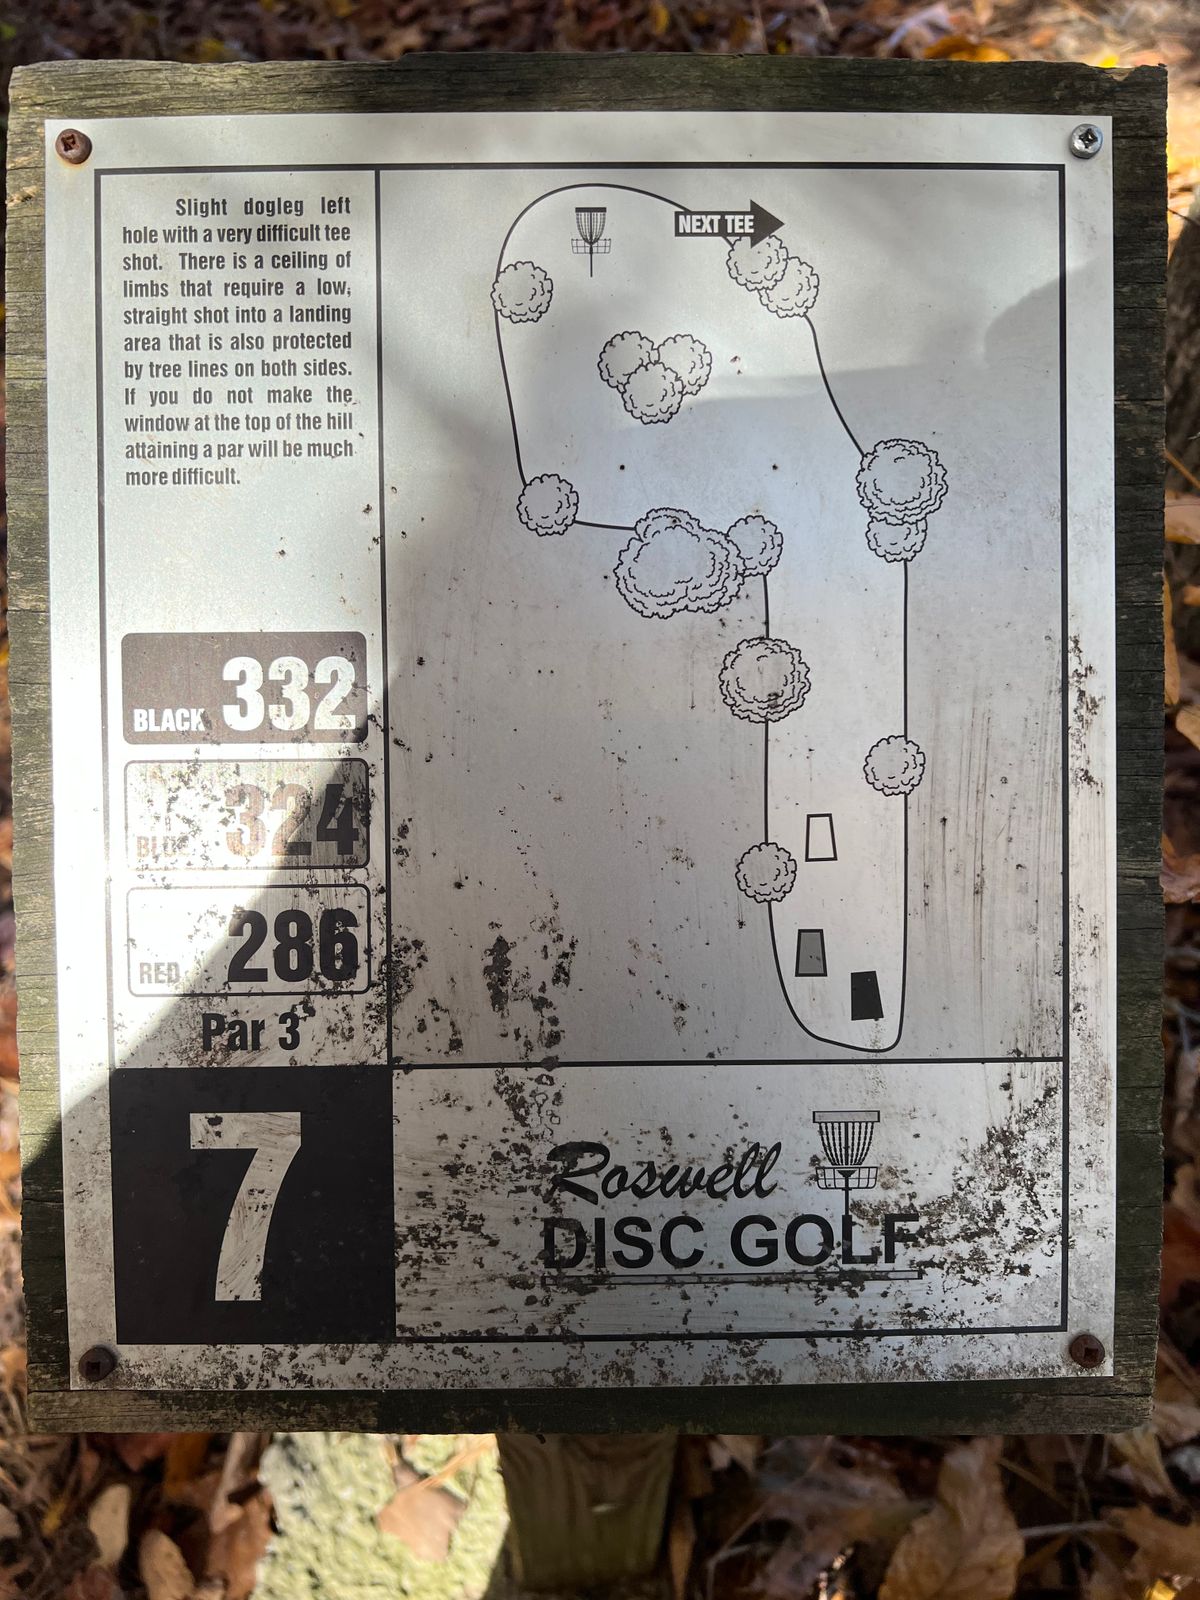 Slight dogleg left
hole with a very difficult tee
shot. There is a ceiling of
limbs that require a low,
straight shot into a landing
area that is also protected
by tree lines on both sides.
If you do not make the
window at the top of the hill
attaining a par will be much
more difficult.
NEXT TEE
BLACK 332
BLUE 324
RED 286
Par 3
7
Roswell
DISC GOLF